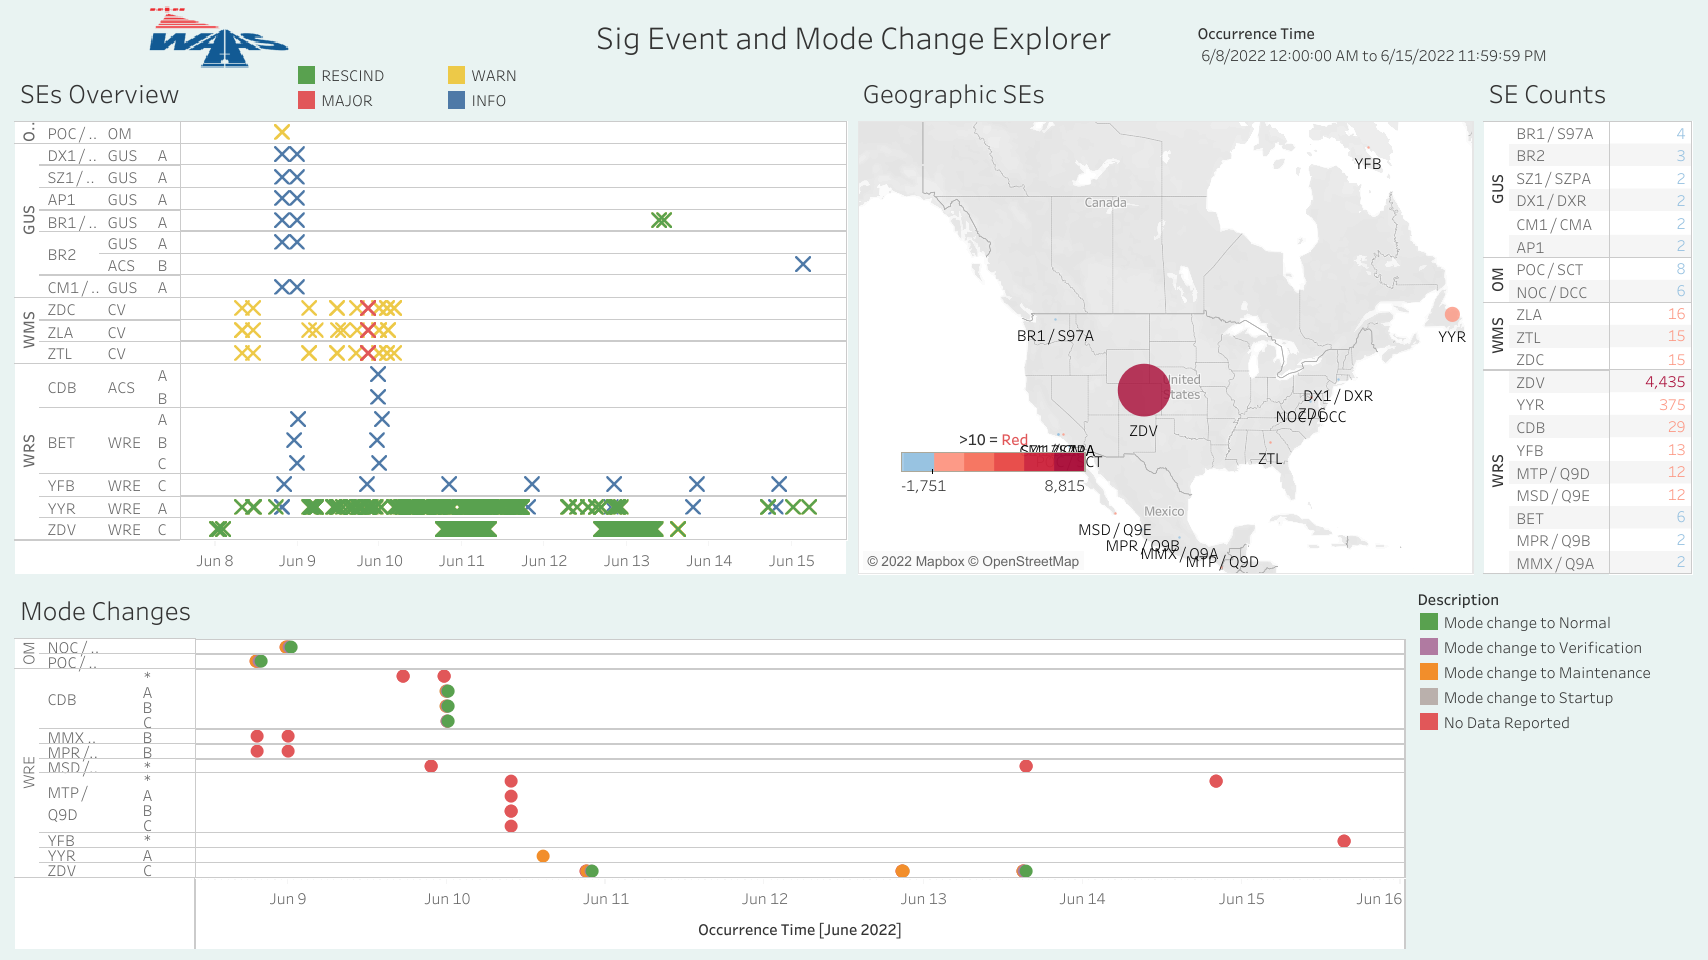 WAAS
Sig Event and Mode Change Explorer
Occurrence Time
6/8/2022 12:00:00 AM to 6/15/2022 11:59:59 PM
RESCIND
WARN
MAJOR
INFO
SEs Overview
O..
POC / .. OM
GUS
DX1 / .. GUS A
SZ1 / .. GUS A
AP1 GUS A
BR1 / .. GUS A
BR2 GUS A
ACS B
CM1 / .. GUS A
WMS
ZDC CV
ZLA CV
ZTL CV
WRS
CDB ACS A
B
BET WRE A
B
C
YFB WRE C
YYR WRE A
ZDV WRE C
Jun 8 Jun 9 Jun 10 Jun 11 Jun 12 Jun 13 Jun 14 Jun 15
Geographic SEs
YFB
Canada
YYR
BR1 / S97A
United
States
DX1 / DXR
NOC / DCC
ZDC
ZDV
>10 = Red
CT
ZTL
-1,751 8,815
Mexico
MSD / Q9E
MPR / Q9B
MMX / Q9A
MTP / Q9D
© 2022 Mapbox © OpenStreetMap
SE Counts
GUS
BR1 / S97A 4
BR2 3
SZ1 / SZPA 2
DX1 / DXR 2
CM1 / CMA 2
AP1 2
OM
POC / SCT 8
NOC / DCC 6
WMS
ZLA 16
ZTL 15
ZDC 15
WRS
ZDV 4,435
YYR 375
CDB 29
YFB 13
MTP / Q9D 12
MSD / Q9E 12
BET 6
MPR / Q9B 2
MMX / Q9A 2
Mode Changes
OM
NOC / ..
POC / ..
WRE
CDB *
A
B
C
MMX .. B
MPR / .. B
MSD / .. *
MTP /
Q9D
*
A
B
C
YFB *
YYR A
ZDV C
Jun 9 Jun 10 Jun 11 Jun 12 Jun 13 Jun 14 Jun 15 Jun 16
Occurrence Time [June 2022]
Description
Mode change to Normal
Mode change to Verification
Mode change to Maintenance
Mode change to Startup
No Data Reported